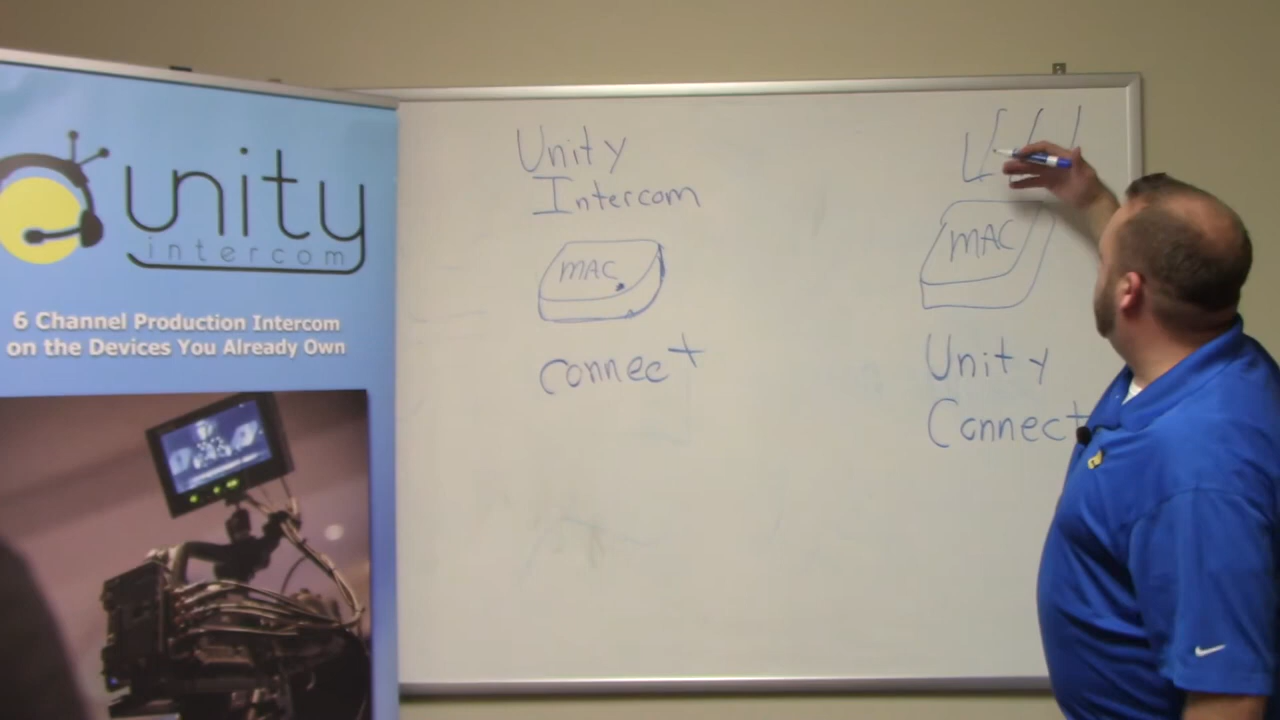 unity
intercom
6 Channel Production Intercom
on the Devices You Already Own
Unity
Intercom
MAC
connect
MAC
Unity
Connect